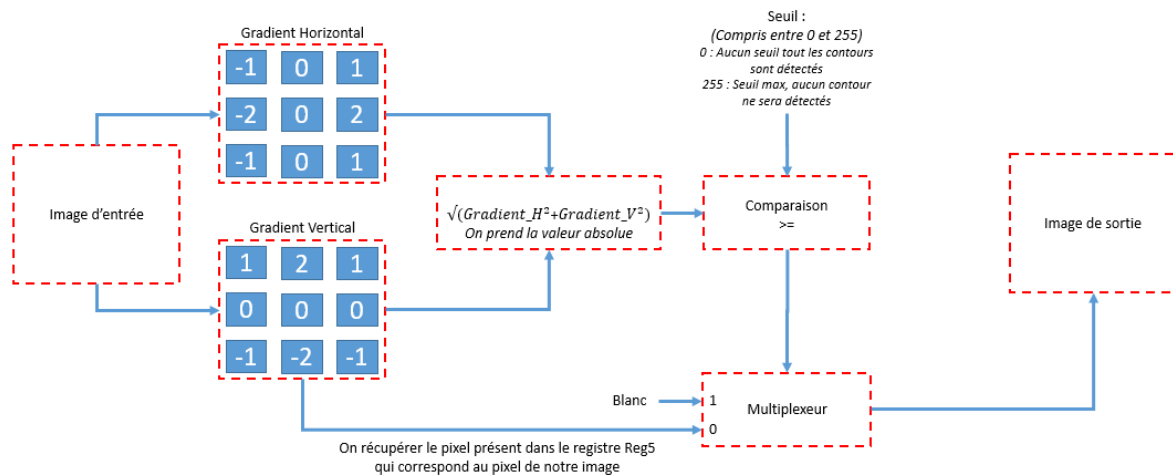 Gradient Horizontal
-1 0 1
-2 0 2
-1 0 1
Image d'entrée
Gradient Vertical
1 2 1
0 0 0
-1 -2 -1
√(Gradient_H²+Gradient_V²)
On prend la valeur absolue
Seuil :
(Compris entre 0 et 255)
0 : Aucun seuil tout les contours
sont détectés
255 : Seuil max, aucun contour
ne sera détectés
Comparaison
>=
Image de sortie
Blanc
1
0
Multiplexeur
On récupérer le pixel présent dans le registre Reg5
qui correspond au pixel de notre image